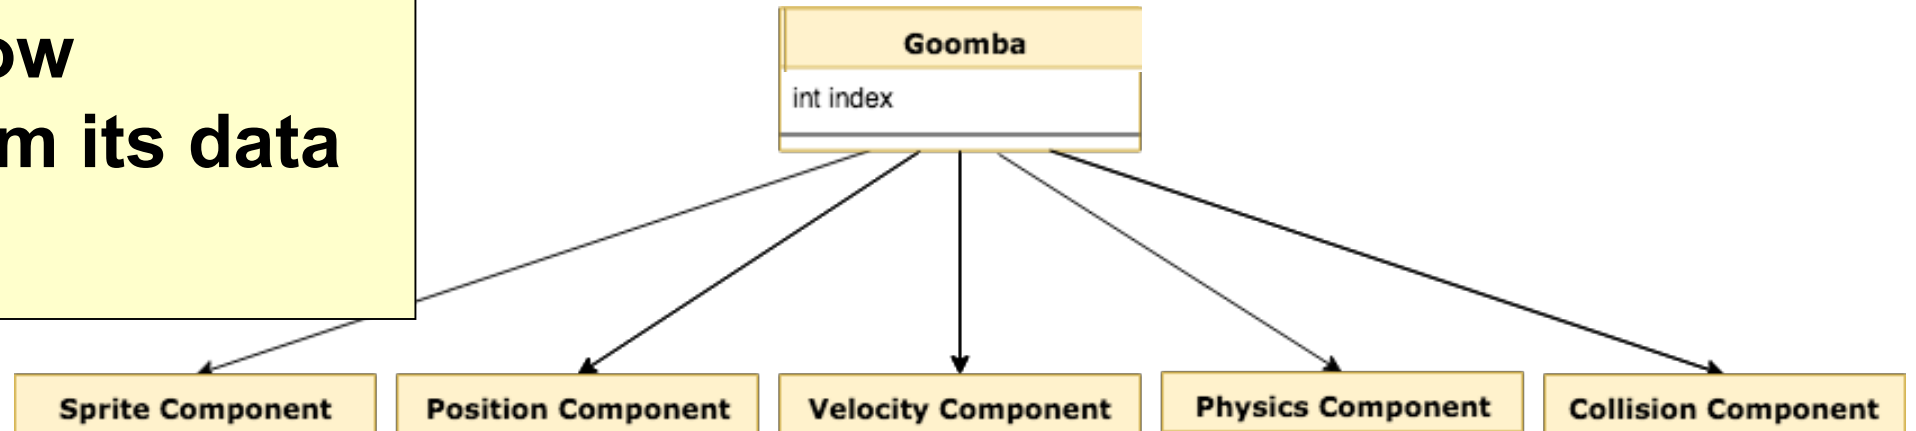 ow
m its data
Goomba
int index
Sprite Component
Position Component
Velocity Component
Physics Component
Collision Component